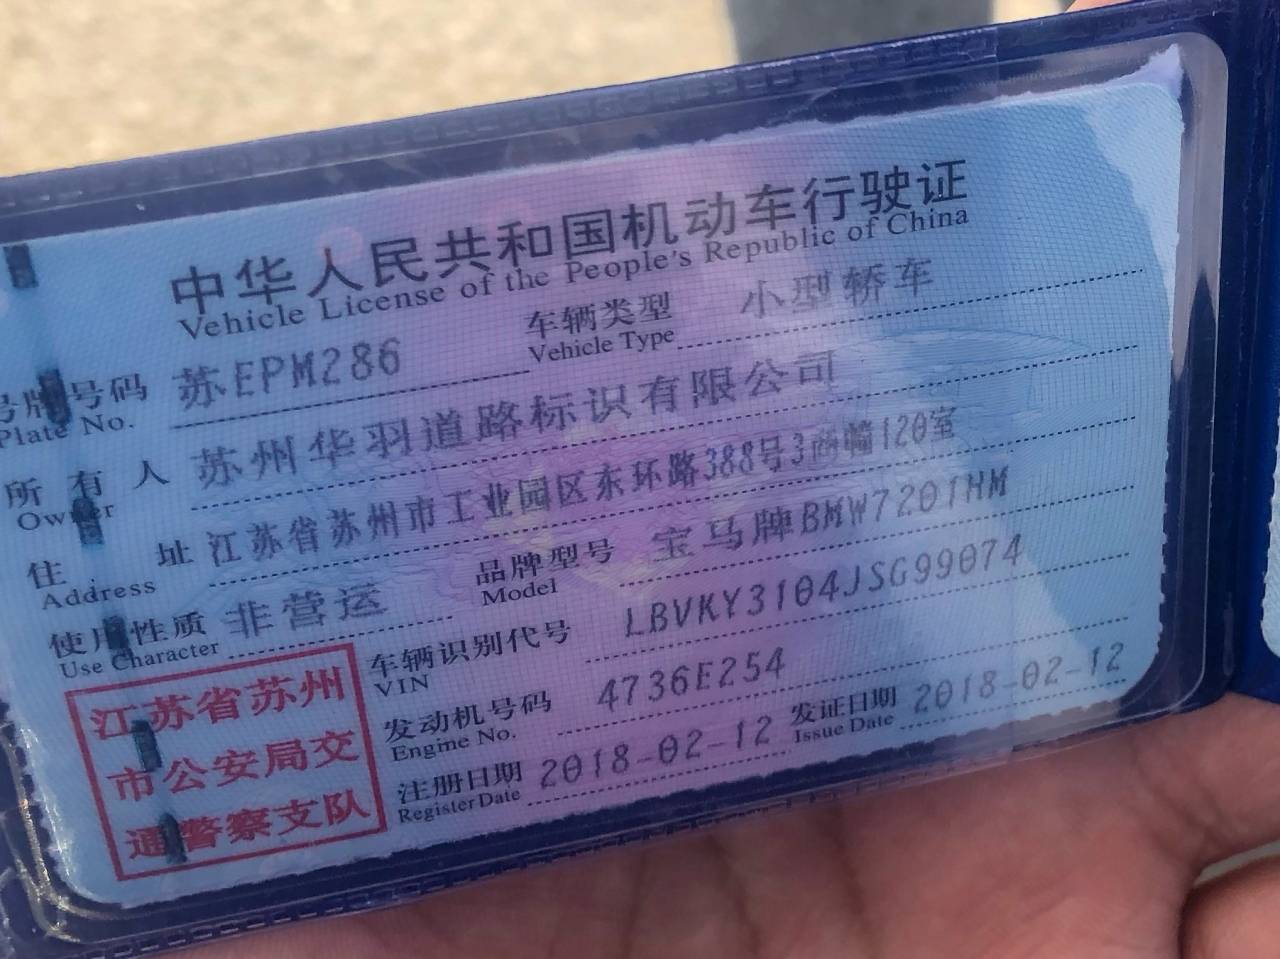 中华人民共和国机动车行驶证
Vehicle License of the People's Republic of China
号牌号码 苏EPM286 车辆类型 小型轿车
Plate No. Vehicle Type
所有人 苏州华羽道路标识有限公司
Owner
住址 江苏省苏州市工业园区东环路388号3 幢120室
Address
使用性质 非营运 品牌型号 宝马牌BMW7201HM
Use Character Model
车辆识别代号 LBVKY3104JSG99074
VIN
发动机号码 4736E254
Engine No.
注册日期 2018-02-12 发证日期 2018-02-12
Register Date Issue Date
江苏省苏州
市公安局交
通警察支队